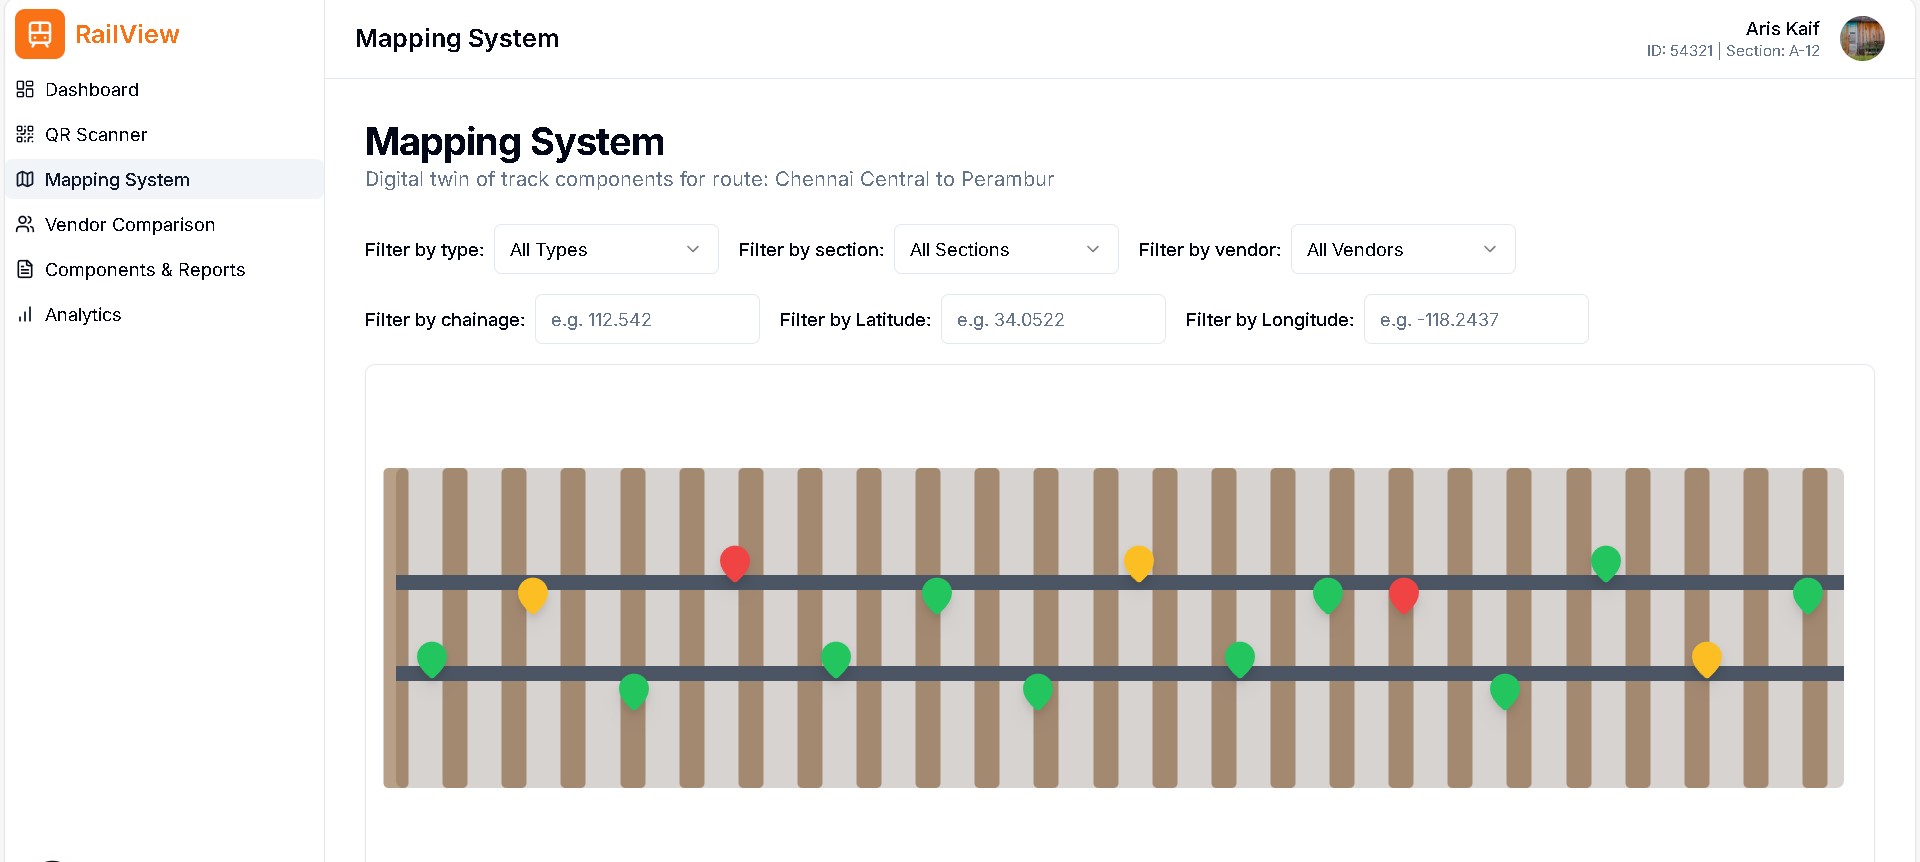 RailView
Dashboard
QR Scanner
Mapping System
Vendor Comparison
Components & Reports
Analytics
Mapping System
Aris Kaif
ID: 54321 | Section: A-12
Mapping System
Digital twin of track components for route: Chennai Central to Perambur
Filter by type: All Types Filter by section: All Sections Filter by vendor: All Vendors
Filter by chainage: e.g. 112.542 Filter by Latitude: e.g. 34.0522 Filter by Longitude: e.g. -118.2437